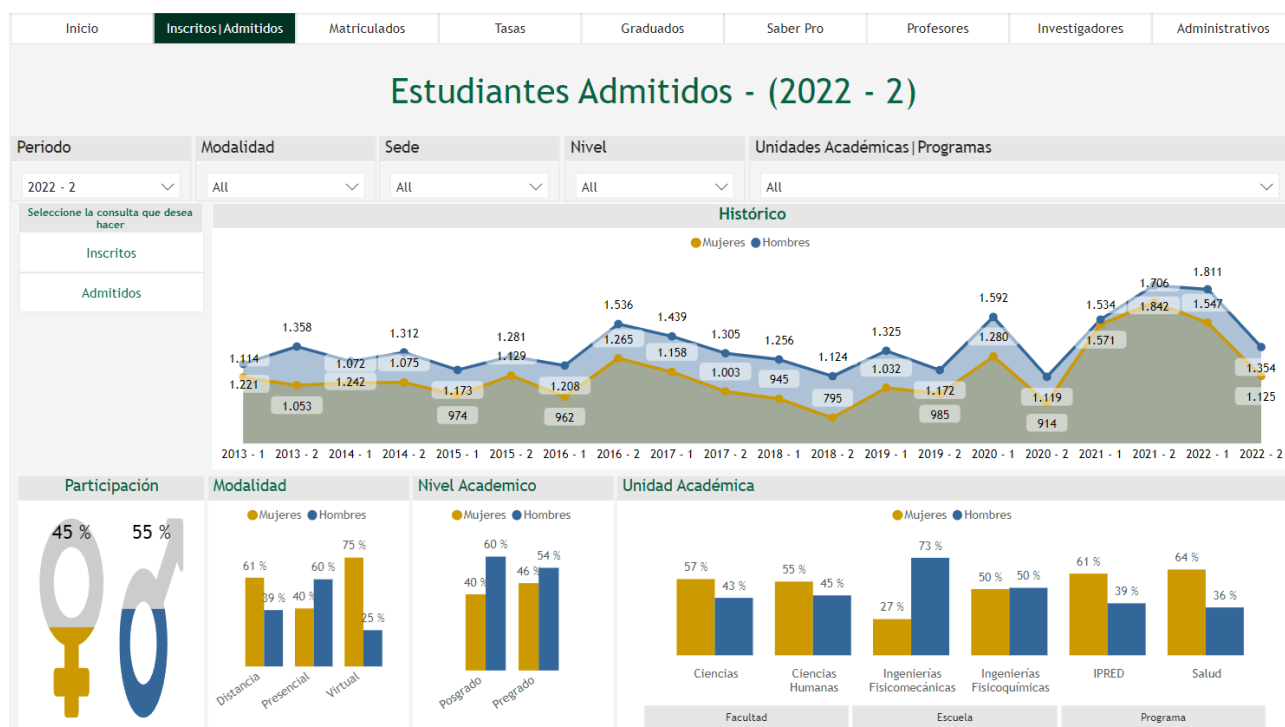 Inicio
Inscritos|Admitidos
Matriculados
Tasas
Graduados
Saber Pro
Profesores
Investigadores
Administrativos
Estudiantes Admitidos - (2022 - 2)
Periodo
Modalidad
Sede
Nivel
Unidades Académicas|Programas
2022 - 2
All
All
All
All
Seleccione la consulta que desea
hacer
Inscritos
Admitidos
Histórico
Mujeres Hombres
1.114 1.358 1.072 1.312 1.173 1.281 1.208 1.536 1.439 1.305 1.256 1.124 1.325 1.172 1.592 1.119 1.534 1.706 1.811 1.354
1.221 1.053 1.242 1.075 974 1.129 962 1.265 1.158 1.003 945 795 1.032 985 1.280 914 1.571 1.842 1.547 1.125
2013 - 1 2013 - 2 2014 - 1 2014 - 2 2015 - 1 2015 - 2 2016 - 1 2016 - 2 2017 - 1 2017 - 2 2018 - 1 2018 - 2 2019 - 1 2019 - 2 2020 - 1 2020 - 2 2021 - 1 2021 - 2 2022 - 1 2022 - 2
Participación
45 % 55 %
Modalidad
Mujeres Hombres
61 % 39 % 40 % 60 % 75 % 25 %
Distancia Presencial Virtual
Nivel Academico
Mujeres Hombres
40 % 60 % 46 % 54 %
Posgrado Pregrado
Unidad Académica
Mujeres Hombres
57 % 43 % 55 % 45 % 27 % 73 % 50 % 50 % 61 % 39 % 64 % 36 %
Ciencias
Ciencias
Humanas
Ingenierías
Fisicomecánicas
Ingenierías
Fisicoquímicas
IPRED
Salud
Facultad
Escuela
Programa